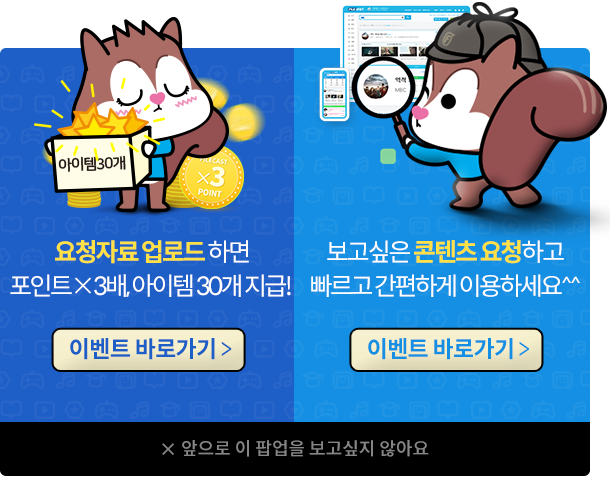 아이템30개
FILECAST
×3
POINT
역적
MBC
요청자료 업로드 하면
포인트×3배, 아이템 30개 지급!
이벤트 바로가기 >
보고싶은 콘텐츠 요청하고
빠르고 간편하게 이용하세요^^
이벤트 바로가기 >
× 앞으로 이 팝업을 보고싶지 않아요